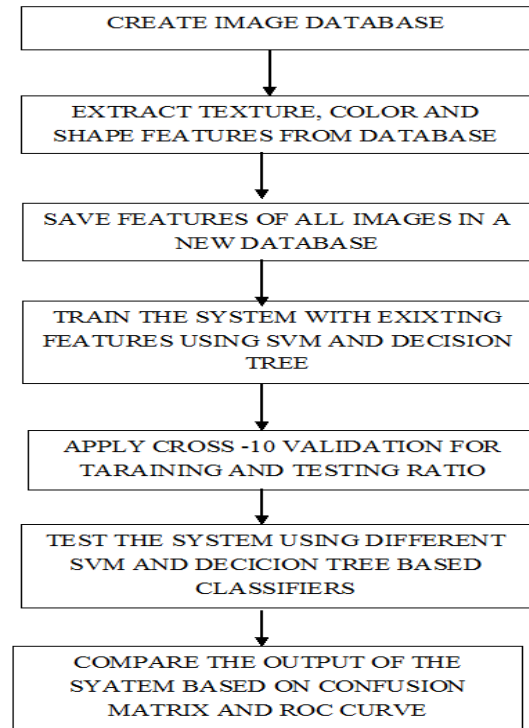 CREATE IMAGE DATABASE
EXTRACT TEXTURE, COLOR AND
SHAPE FEATURES FROM DATABASE
SAVE FEATURES OF ALL IMAGES IN A
NEW DATABASE
TRAIN THE SYSTEM WITH EXIXTING
FEATURES USING SVM AND DECISION
TREE
APPLY CROSS -10 VALIDATION FOR
TARAINING AND TESTING RATIO
TEST THE SYSTEM USING DIFFERENT
SVM AND DECICION TREE BASED
CLASSIFIERS
COMPARE THE OUTPUT OF THE
SYATEM BASED ON CONFUSION
MATRIX AND ROC CURVE